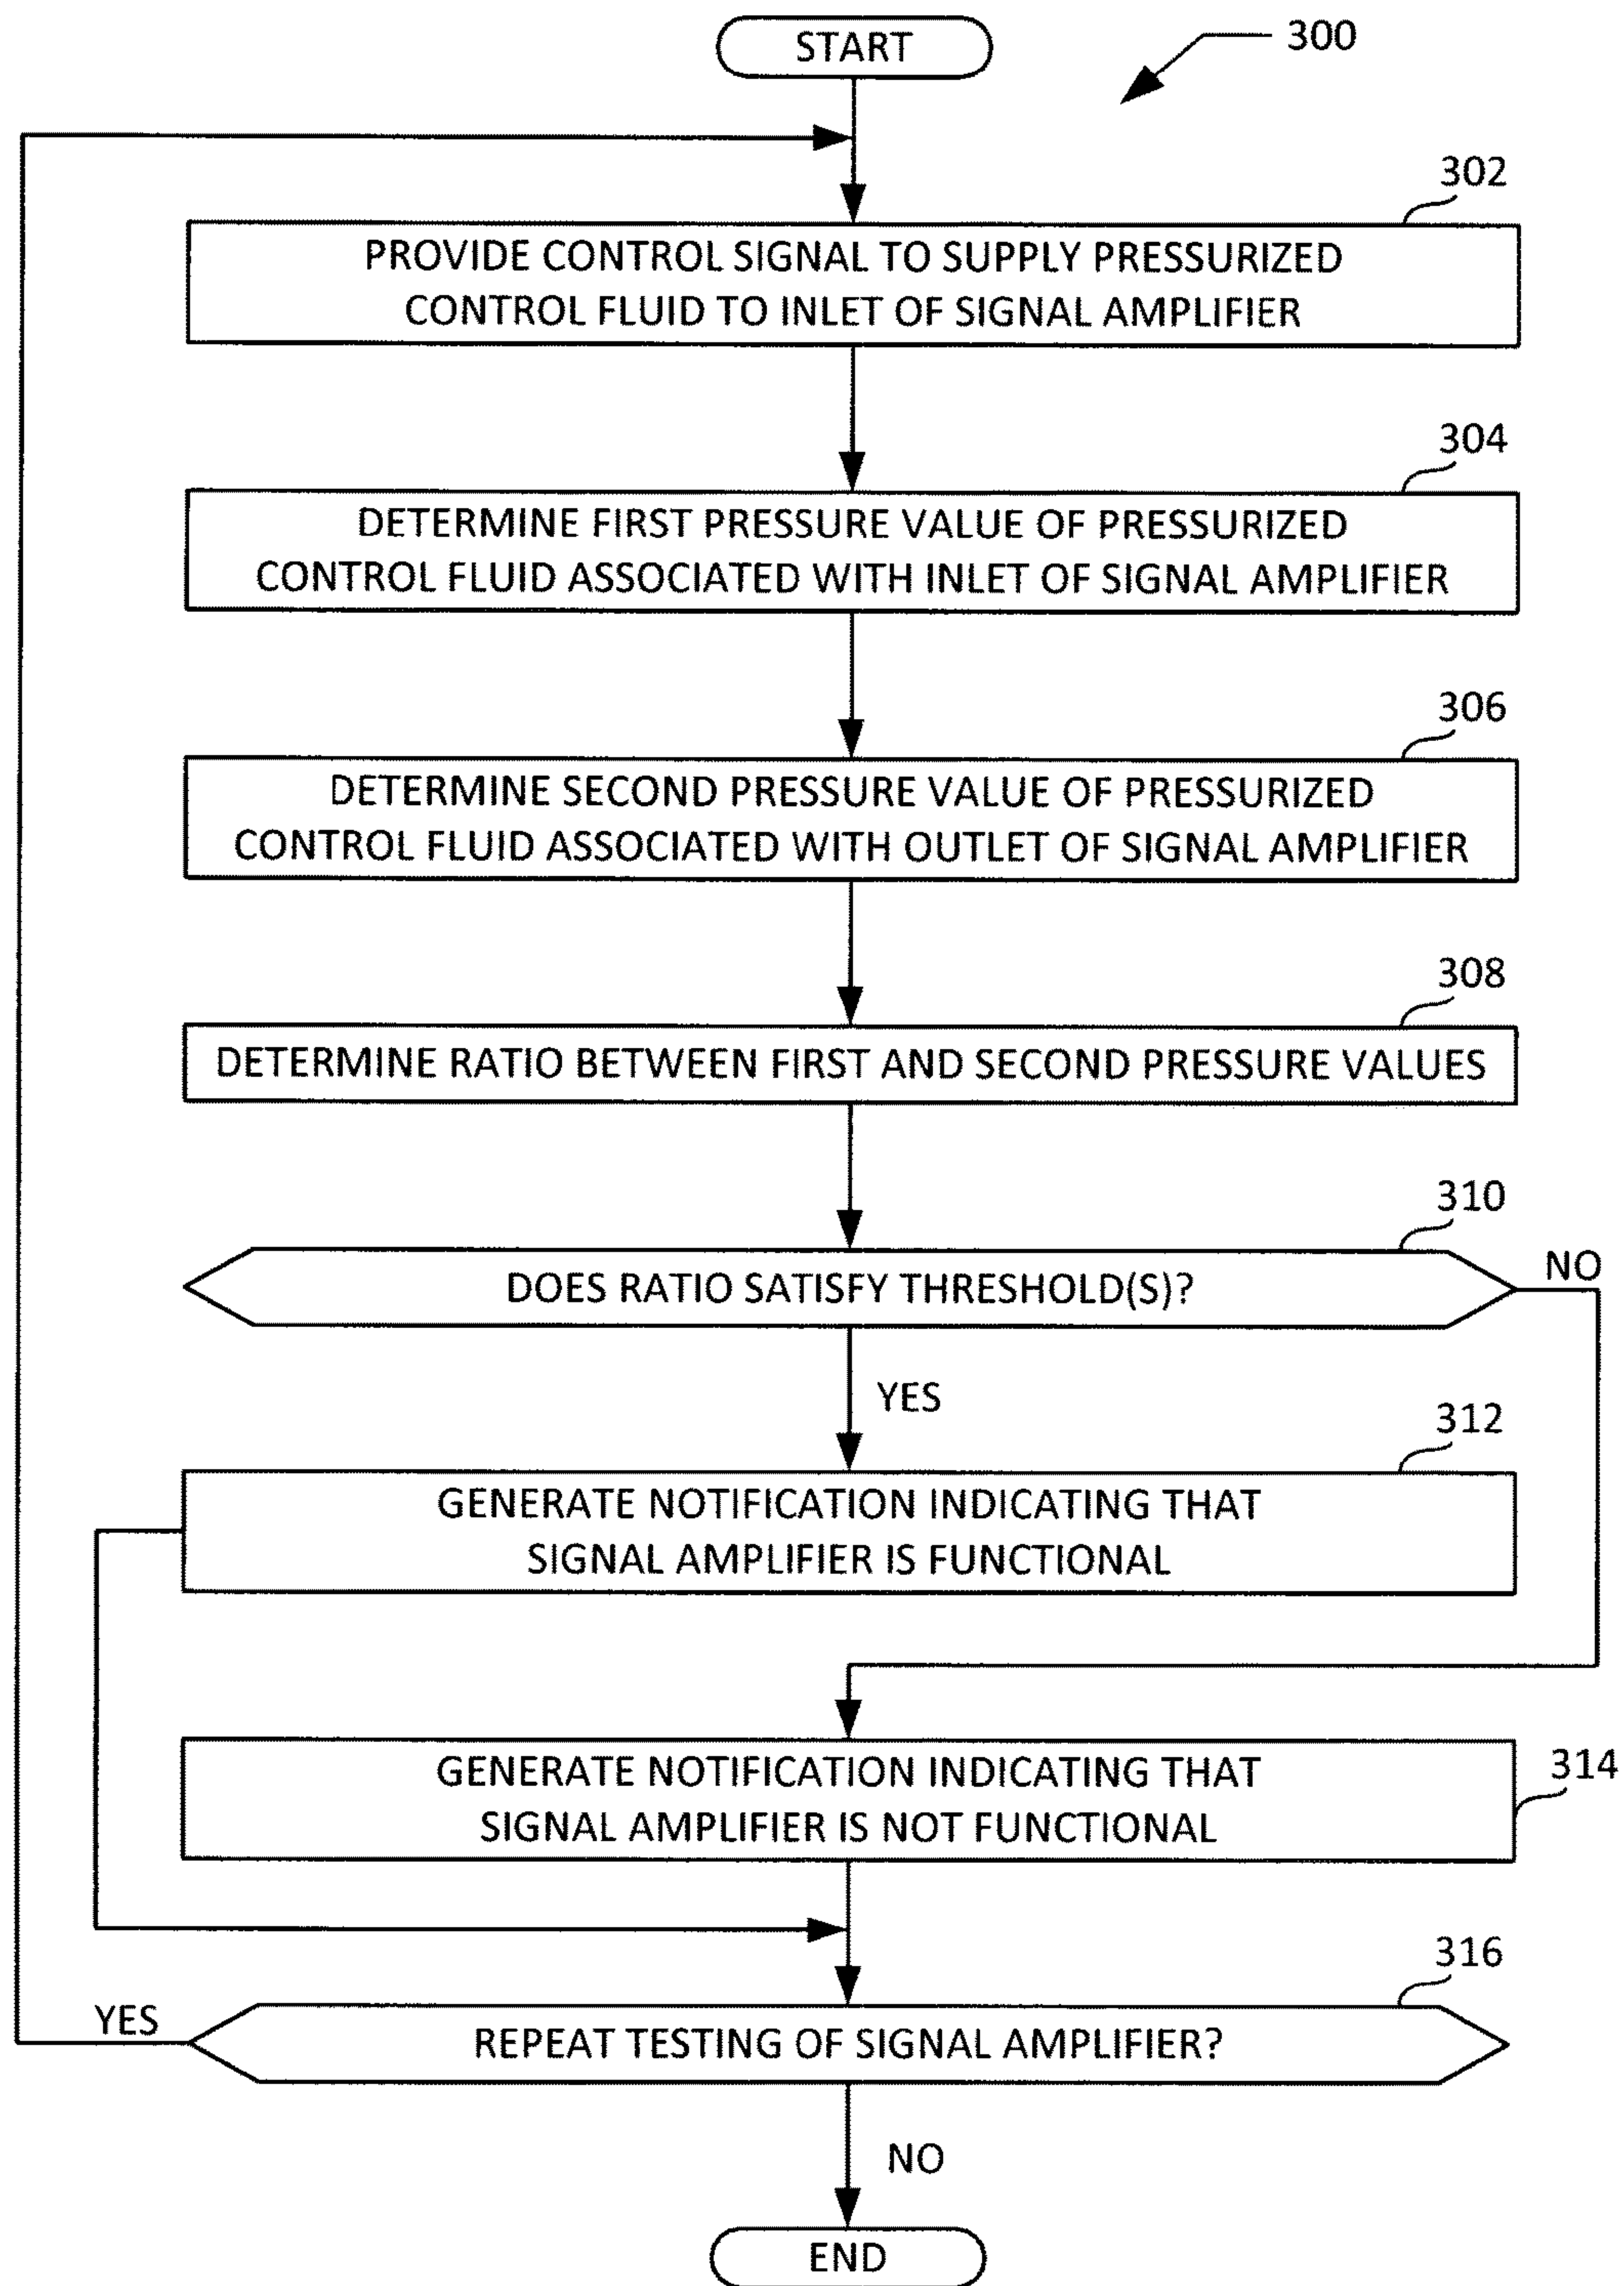 START
300
302
PROVIDE CONTROL SIGNAL TO SUPPLY PRESSURIZED
CONTROL FLUID TO INLET OF SIGNAL AMPLIFIER
304
DETERMINE FIRST PRESSURE VALUE OF PRESSURIZED
CONTROL FLUID ASSOCIATED WITH INLET OF SIGNAL AMPLIFIER
306
DETERMINE SECOND PRESSURE VALUE OF PRESSURIZED
CONTROL FLUID ASSOCIATED WITH OUTLET OF SIGNAL AMPLIFIER
308
DETERMINE RATIO BETWEEN FIRST AND SECOND PRESSURE VALUES
310
NO
DOES RATIO SATISFY THRESHOLD(S)?
YES
312
GENERATE NOTIFICATION INDICATING THAT
SIGNAL AMPLIFIER IS FUNCTIONAL
GENERATE NOTIFICATION INDICATING THAT
SIGNAL AMPLIFIER IS NOT FUNCTIONAL
314
316
YES
REPEAT TESTING OF SIGNAL AMPLIFIER?
NO
END